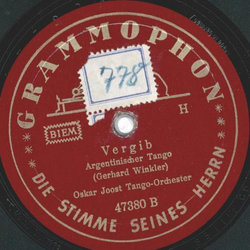 GRAMMOPHON
778
BIEM
H
Vergib
Argentinischer Tango
(Gerhard Winkler)
Oskar Joost Tango-Orchester
47380 B
DIE STIMME SEINES HERRN